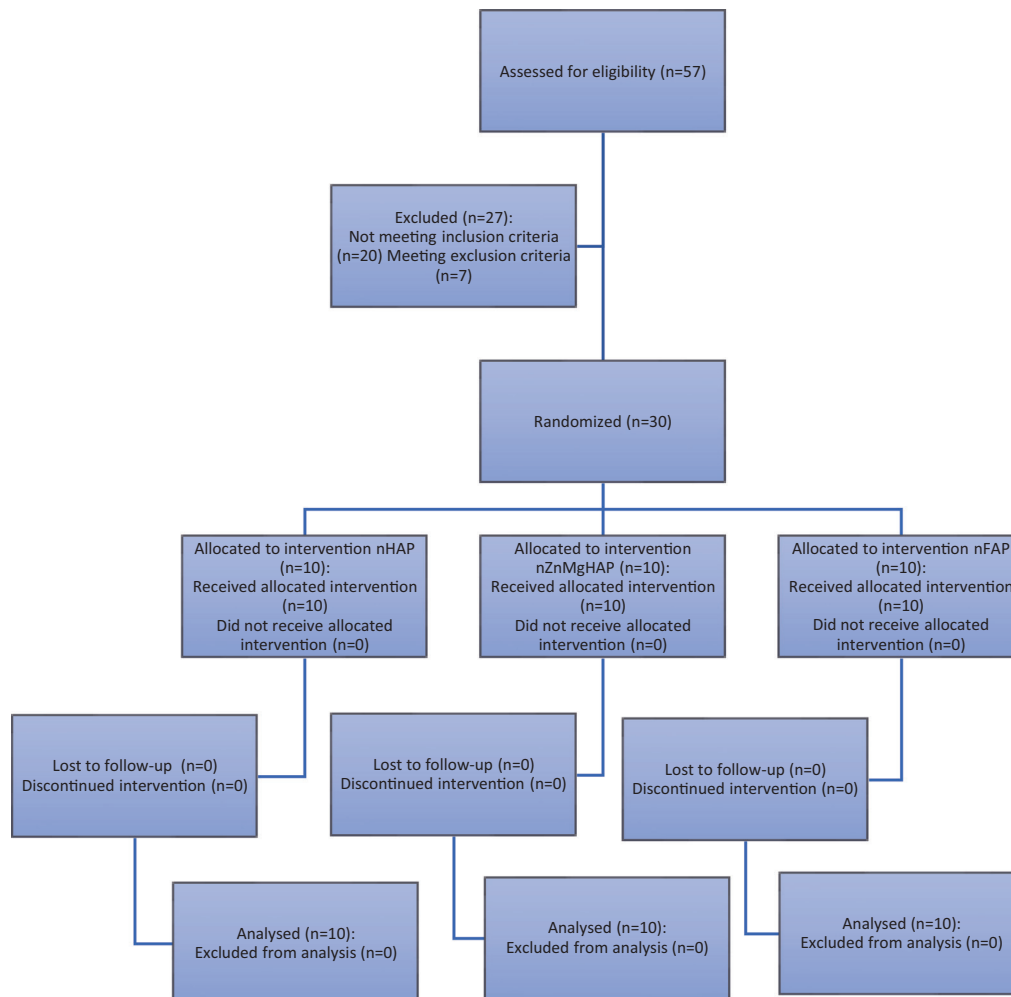 Assessed for eligibility (n=57)
Excluded (n=27):
Not meeting inclusion criteria
(n=20) Meeting exclusion criteria
(n=7)
Randomized (n=30)
Allocated to intervention nHAP
(n=10):
Received allocated intervention
(n=10)
Did not receive allocated
intervention (n=0)
Allocated to intervention
nZnMgHAP (n=10):
Received allocated intervention
(n=10)
Did not receive allocated
intervention (n=0)
Allocated to intervention nFAP
(n=10):
Received allocated intervention
(n=10)
Did not receive allocated
intervention (n=0)
Lost to follow-up (n=0)
Discontinued intervention (n=0)
Lost to follow-up (n=0)
Discontinued intervention (n=0)
Lost to follow-up (n=0)
Discontinued intervention (n=0)
Analysed (n=10):
Excluded from analysis (n=0)
Analysed (n=10):
Excluded from analysis (n=0)
Analysed (n=10):
Excluded from analysis (n=0)